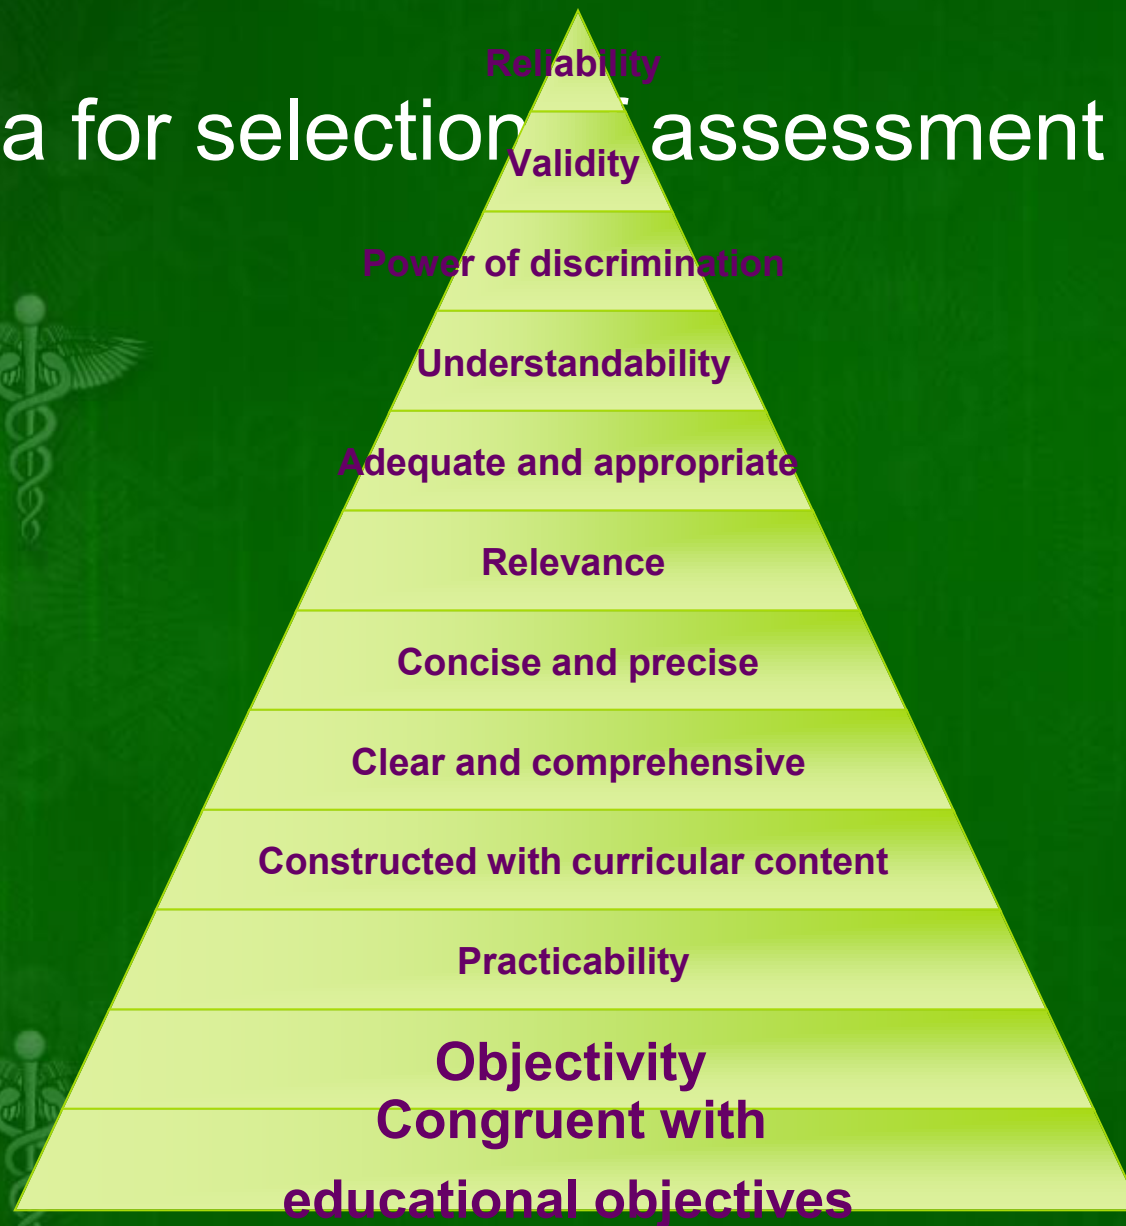 Reliability
a for selection assessment
Validity
Power of discrimination
Understandability
Adequate and appropriate
Relevance
Concise and precise
Clear and comprehensive
Constructed with curricular content
Practicability
Objectivity
Congruent with
educational objectives